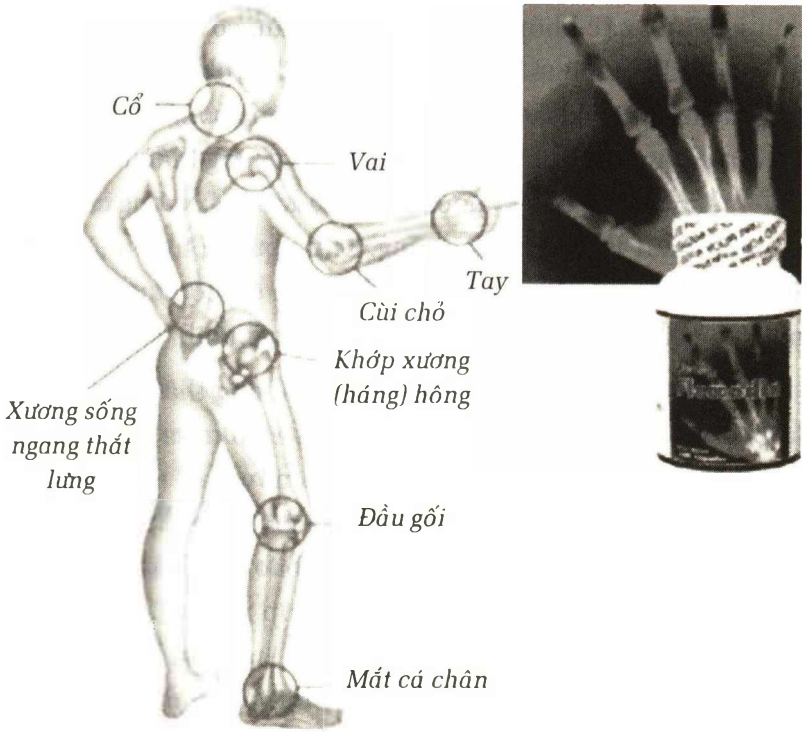 Cổ
Vai
Tay
Cùi chỏ
Khớp xương
(háng) hông
Xương sống
ngang thắt
lưng
Đầu gối
Mắt cá chân